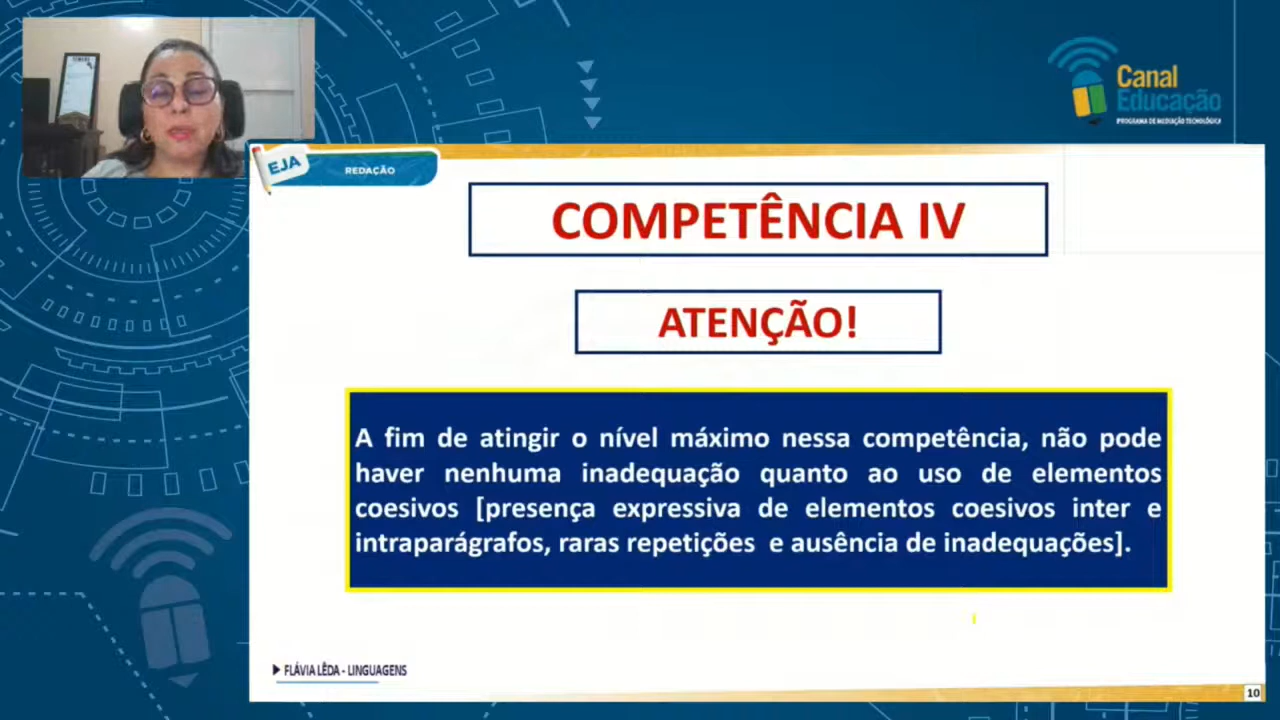 Canal
Educação
PROGRAMA DE MEDIAÇÃO TECNOLÓGICA
EJA
REDAÇÃO
COMPETÊNCIA IV
ATENÇÃO!
A fim de atingir o nível máximo nessa competência, não pode
haver nenhuma inadequação quanto ao uso de elementos
coesivos [presença expressiva de elementos coesivos inter e
intraparágrafos, raras repetições e ausência de inadequações].
FLÁVIA LÊDA - LINGUAGENS
10